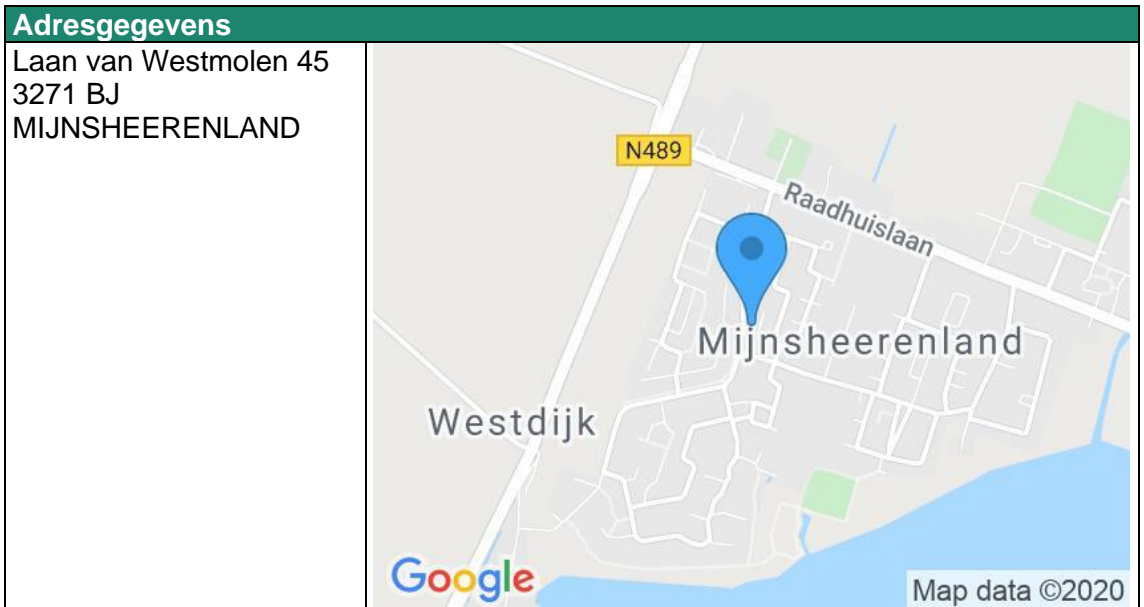 Adresgegevens
Laan van Westmolen 45
3271 BJ
MIJNSHEERENLAND
N489
Raadhuislaan
Mijnsheerenland
Westdijk
Google
Map data ©2020